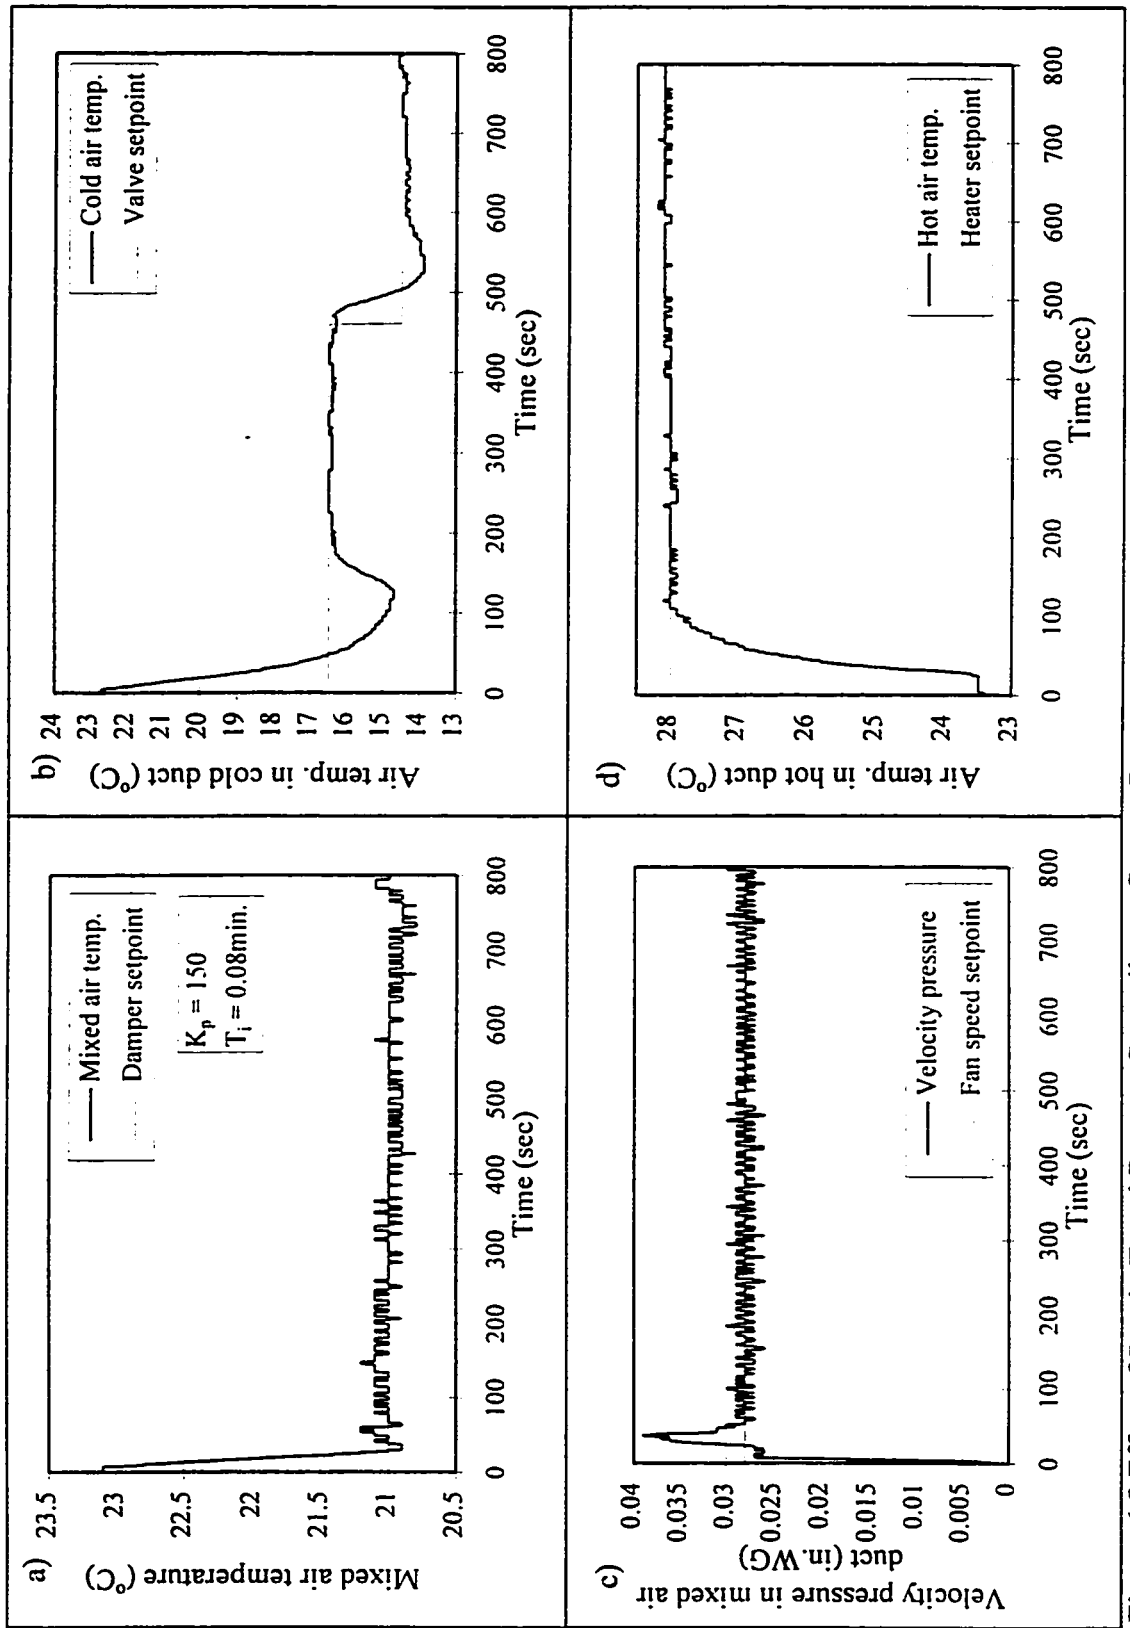 a)
Mixed air temperature (°C)
23.5
23
22.5
22
21.5
21
20.5
0 100 200 300 400 500 600 700 800
Time (sec)
Mixed air temp.
Damper setpoint
Kp = 150
Ti = 0.08min.
b)
Air temp. in cold duct (°C)
24
23
22
21
20
19
18
17
16
15
14
13
0 100 200 300 400 500 600 700 800
Time (sec)
Cold air temp.
Valve setpoint
c)
Velocity pressure in mixed air
duct (in.WG)
0.04
0.035
0.03
0.025
0.02
0.015
0.01
0.005
0
0 100 200 300 400 500 600 700 800
Time (sec)
Velocity pressure
Fan speed setpoint
d)
Air temp. in hot duct (°C)
28
27
26
25
24
23
0 100 200 300 400 500 600 700 800
Time (sec)
Hot air temp.
Heater setpoint